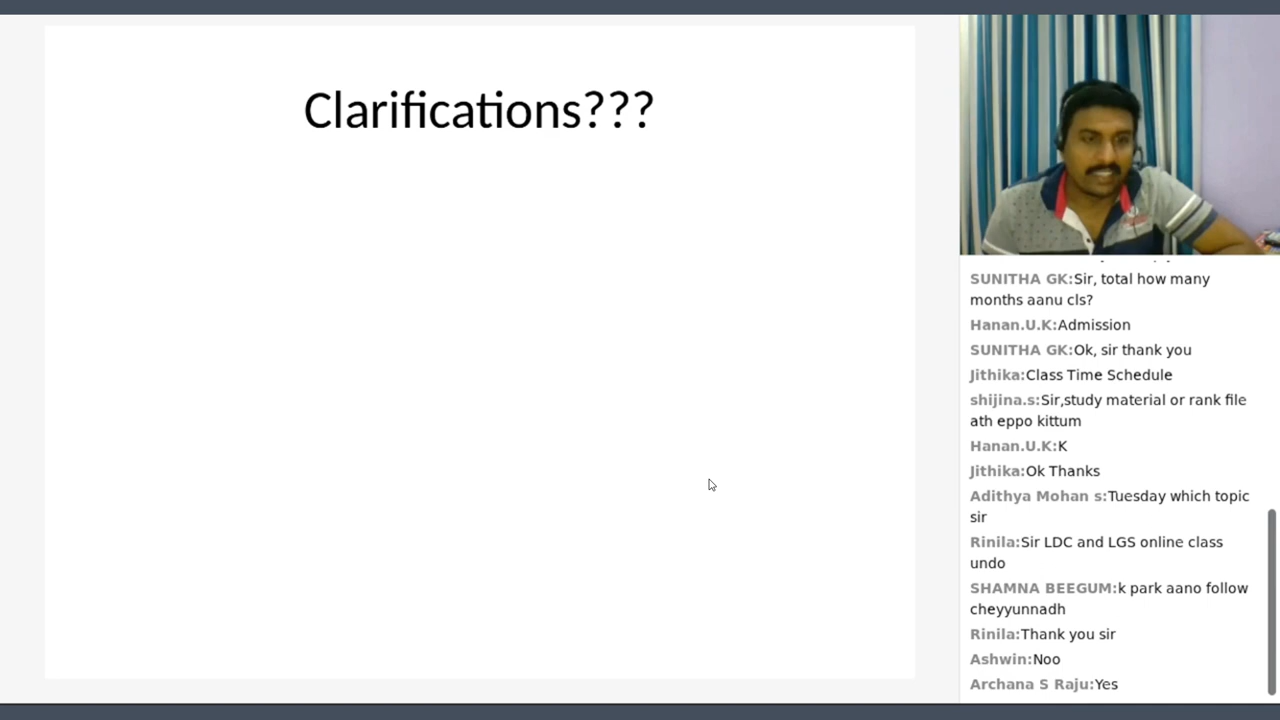 Clarifications???
SUNITHA GK:Sir, total how many
months aanu cls?
Hanan.U.K:Admission
SUNITHA GK:Ok, sir thank you
Jithika:Class Time Schedule
shijina.s:Sir,study material or rank file
ath eppo kittum
Hanan.U.K:K
Jithika:Ok Thanks
Adithya Mohan s:Tuesday which topic
sir
Rinila:Sir LDC and LGS online class
undo
SHAMNA BEEGUM:k park aano follow
cheyyunnadh
Rinila:Thank you sir
Ashwin:Noo
Archana S Raju:Yes